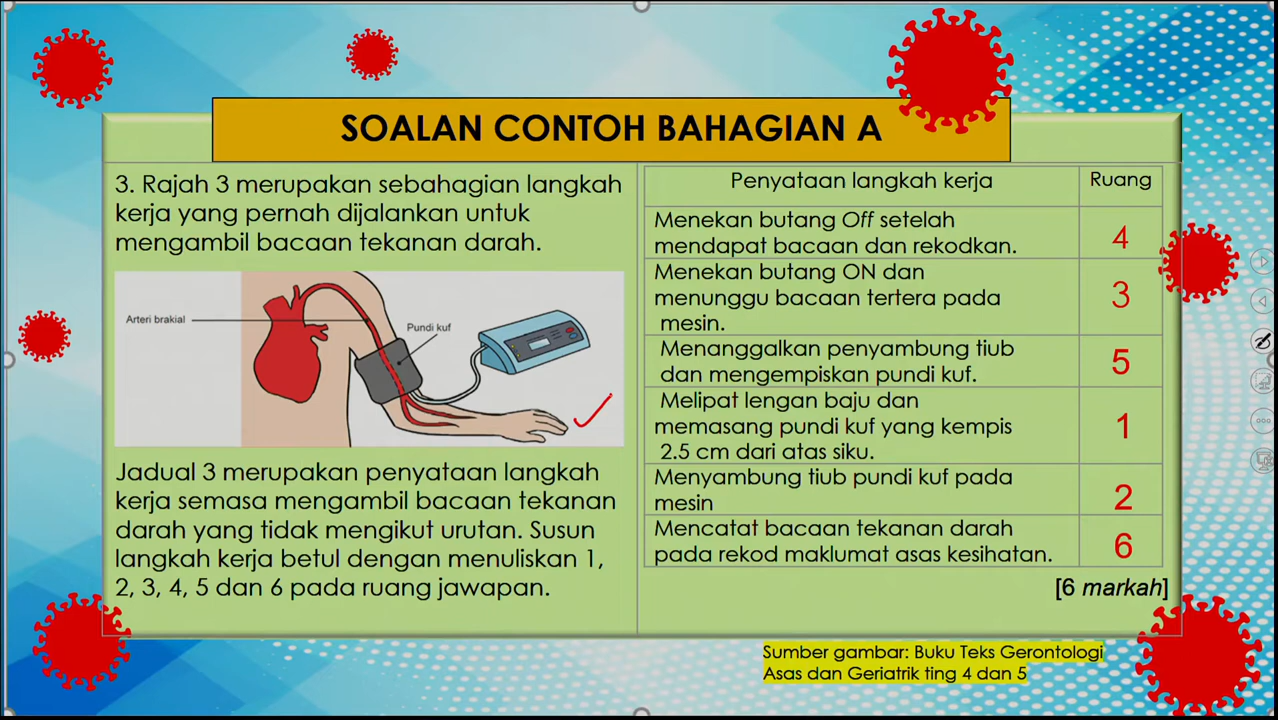 SOALAN CONTOH BAHAGIAN A
3. Rajah 3 merupakan sebahagian langkah
kerja yang pernah dijalankan untuk
mengambil bacaan tekanan darah.
Arteri brakial
Pundi kuf
Jadual 3 merupakan penyataan langkah
kerja semasa mengambil bacaan tekanan
darah yang tidak mengikut urutan. Susun
langkah kerja betul dengan menuliskan 1,
2, 3, 4, 5 dan 6 pada ruang jawapan.
Penyataan langkah kerja
Ruang
Menekan butang Off setelah
mendapat bacaan dan rekodkan.
4
Menekan butang ON dan
menunggu bacaan tertera pada
mesin.
3
Menanggalkan penyambung tiub
dan mengempiskan pundi kuf.
5
Melipat lengan baju dan
memasang pundi kuf yang kempis
2.5 cm dari atas siku.
1
Menyambung tiub pundi kuf pada
mesin
2
Mencatat bacaan tekanan darah
pada rekod maklumat asas kesihatan.
6
[6 markah]
Sumber gambar: Buku Teks Gerontologi
Asas dan Geriatrik ting 4 dan 5